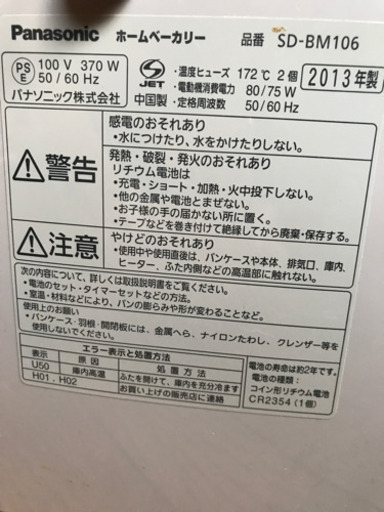 Panasonic ホームベーカリー 品番 SD-BM106
PS E 100 V 370 W 50 / 60 Hz
パナソニック株式会社
JET 中国製
・温度ヒューズ 172℃ 2個
・電動機消費電力 80 / 75 W
・定格周波数 50 / 60 Hz
2013年製
警告
感電のおそれあり
・水につけたり、水をかけたりしない。
発熱・破裂・発火のおそれあり
リチウム電池は
・充電・ショート・加熱・火中投下しない。
・他の金属や電池とまぜない。
・お子様の手の届かない所に置く。
・テープなどを巻き付けて絶縁してから廃棄・保存する。
注意
やけどのおそれあり
・使用中や使用直後は、パンケースや本体、排気口、庫内、
ヒーター、ふた内側などの高温部に触れない。
次の内容について、詳しくは取扱説明書をご覧ください。
・電池のセット・タイマーセットなどの使いかた
・室温・材料などにより、パンの膨らみや形が変わることなど
使用上のお願い
・パンケース・羽根・開閉板には、金属へら、ナイロンたわし、クレンザー等を
使用しない。
エラー表示と処置方法
表示 原因 処置方法
U50 庫内高温 ふたを開けて、庫内を充分冷ます
H01 , H02 お買い上げの販売店に連絡
電池の寿命は約2年です。
電池の種類：
コイン形リチウム電池
CR2354 (1個)